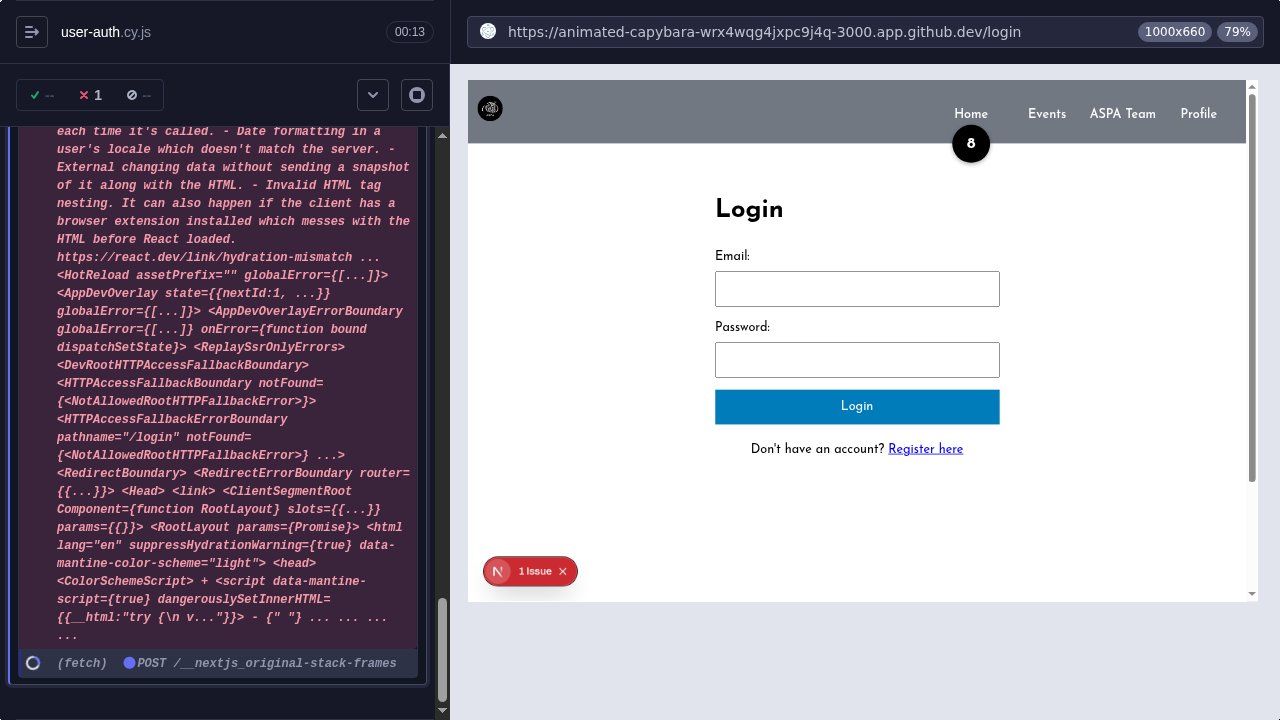 user-auth.cy.js
00:13
--
1
--
each time it's called. - Date formatting in a
user's locale which doesn't match the server. -
External changing data without sending a snapshot
of it along with the HTML. - Invalid HTML tag
nesting. It can also happen if the client has a
browser extension installed which messes with the
HTML before React loaded.
https://react.dev/link/hydration-mismatch ...
<HotReload assetPrefix="" globalError={[...]}>
<AppDevOverlay state={{nextId:1, ...}}
globalError={[...]}> <AppDevOverlayErrorBoundary
globalError={[...]} onError={function bound
dispatchSetState}> <ReplaySsrOnlyErrors>
<DevRootHTTPAccessFallbackBoundary>
<HTTPAccessFallbackBoundary notFound=
{<NotAllowedRootHTTPFallbackError>}>
<HTTPAccessFallbackErrorBoundary
pathname="/login" notFound=
{<NotAllowedRootHTTPFallbackError>} ...>
<RedirectBoundary> <RedirectErrorBoundary router=
{{...}}> <Head> <link> <ClientSegmentRoot
Component={function RootLayout} slots={{...}}
params={{}}> <RootLayout params={Promise}> <html
lang="en" suppressHydrationWarning={true} data-
mantine-color-scheme="light"> <head>
<ColorSchemeScript> + <script data-mantine-
script={true} dangerouslySetInnerHTML=
{{__html:"try {\n v..."}}> - {" "} ... ... ...
...
(fetch) POST /__nextjs_original-stack-frames
https://animated-capybara-wrx4wqg4jxpc9j4q-3000.app.github.dev/login
1000x660
79%
Home
Events
ASPA Team
Profile
8
Login
Email:
Password:
Login
Don't have an account? Register here
N 1 Issue